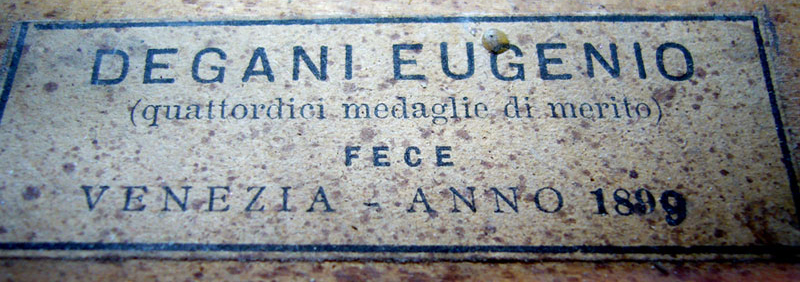 DEGANI EUGENIO
(quattordici medaglie di merito)
FECE
VENEZIA - ANNO 1899